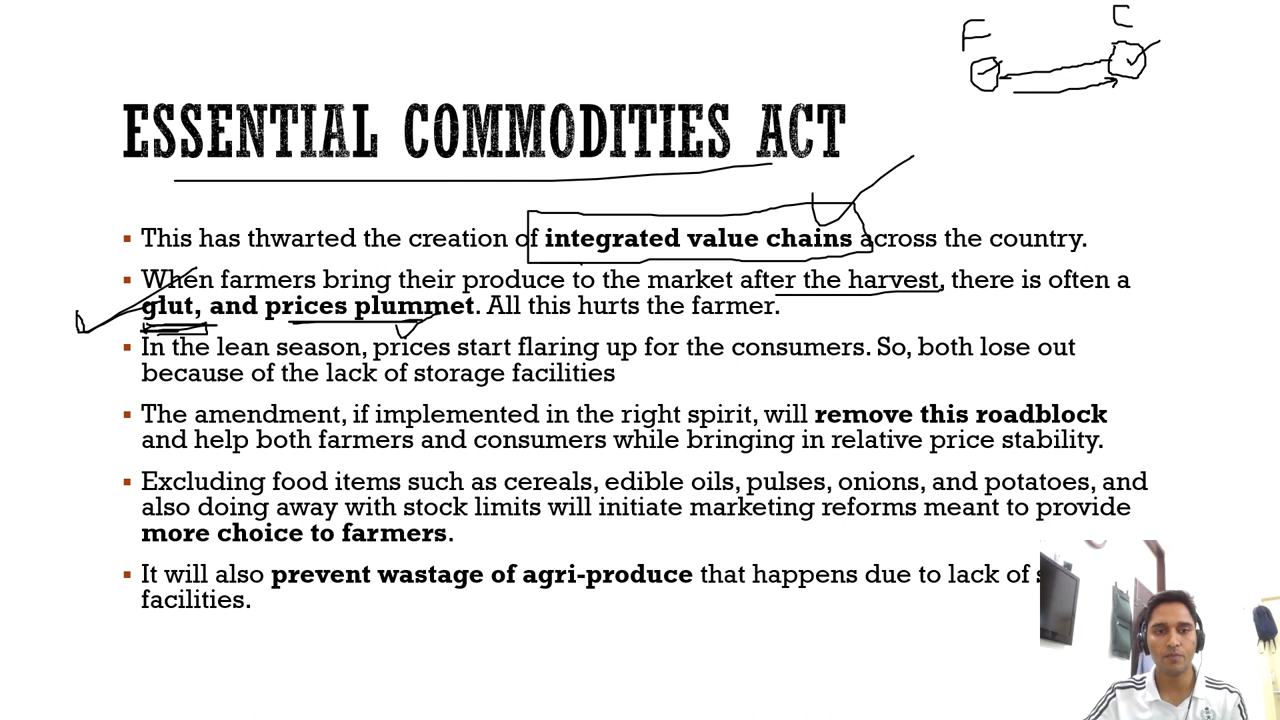 F C
ESSENTIAL COMMODITIES ACT
▪ This has thwarted the creation of integrated value chains across the country.
▪ When farmers bring their produce to the market after the harvest, there is often a
glut, and prices plummet. All this hurts the farmer.
▪ In the lean season, prices start flaring up for the consumers. So, both lose out
because of the lack of storage facilities
▪ The amendment, if implemented in the right spirit, will remove this roadblock
and help both farmers and consumers while bringing in relative price stability.
▪ Excluding food items such as cereals, edible oils, pulses, onions, and potatoes, and
also doing away with stock limits will initiate marketing reforms meant to provide
more choice to farmers.
▪ It will also prevent wastage of agri-produce that happens due to lack of
facilities.